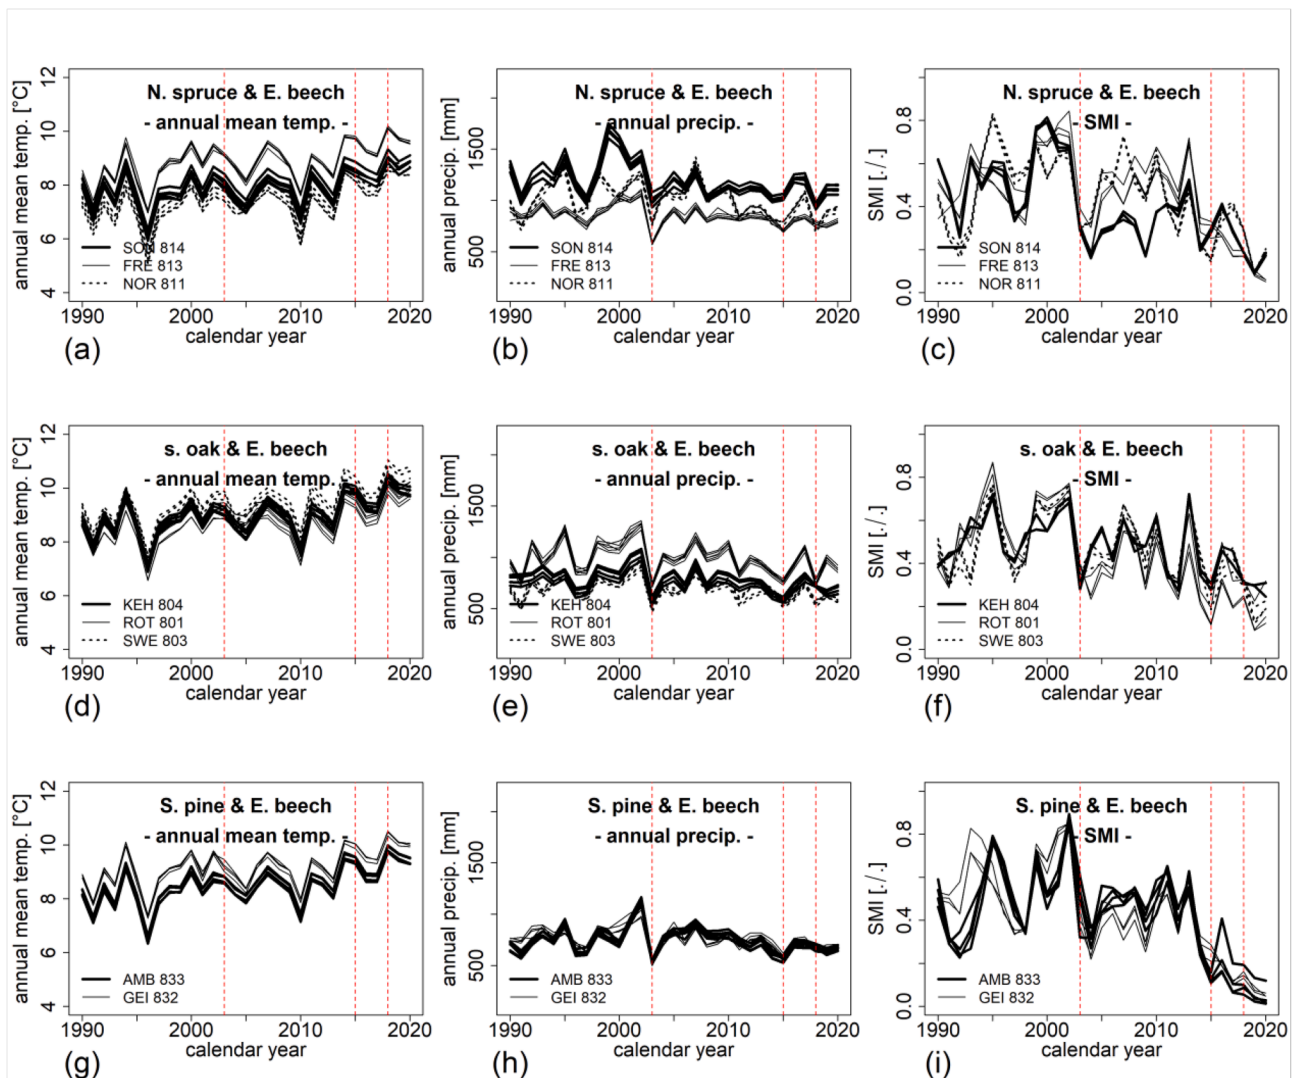 N. spruce & E. beech
- annual mean temp. -
annual mean temp. [°C]
12
10
8
6
4
SON 814
FRE 813
NOR 811
1990
2000
2010
2020
calendar year
(a)
N. spruce & E. beech
- annual precip. -
annual precip. [mm]
1500
500
SON 814
FRE 813
NOR 811
1990
2000
2010
2020
calendar year
(b)
N. spruce & E. beech
- SMI -
SMI [./.]
0.8
0.4
0.0
SON 814
FRE 813
NOR 811
1990
2000
2010
2020
calendar year
(c)
s. oak & E. beech
- annual mean temp. -
annual mean temp. [°C]
12
10
8
6
4
KEH 804
ROT 801
SWE 803
1990
2000
2010
2020
calendar year
(d)
s. oak & E. beech
- annual precip. -
annual precip. [mm]
1500
500
KEH 804
ROT 801
SWE 803
1990
2000
2010
2020
calendar year
(e)
s. oak & E. beech
- SMI -
SMI [./.]
0.8
0.4
0.0
KEH 804
ROT 801
SWE 803
1990
2000
2010
2020
calendar year
(f)
S. pine & E. beech
- annual mean temp. -
annual mean temp. [°C]
12
10
8
6
4
AMB 833
GEI 832
1990
2000
2010
2020
calendar year
(g)
S. pine & E. beech
- annual precip. -
annual precip. [mm]
1500
500
AMB 833
GEI 832
1990
2000
2010
2020
calendar year
(h)
S. pine & E. beech
- SMI -
SMI [./.]
0.8
0.4
0.0
AMB 833
GEI 832
1990
2000
2010
2020
calendar year
(i)